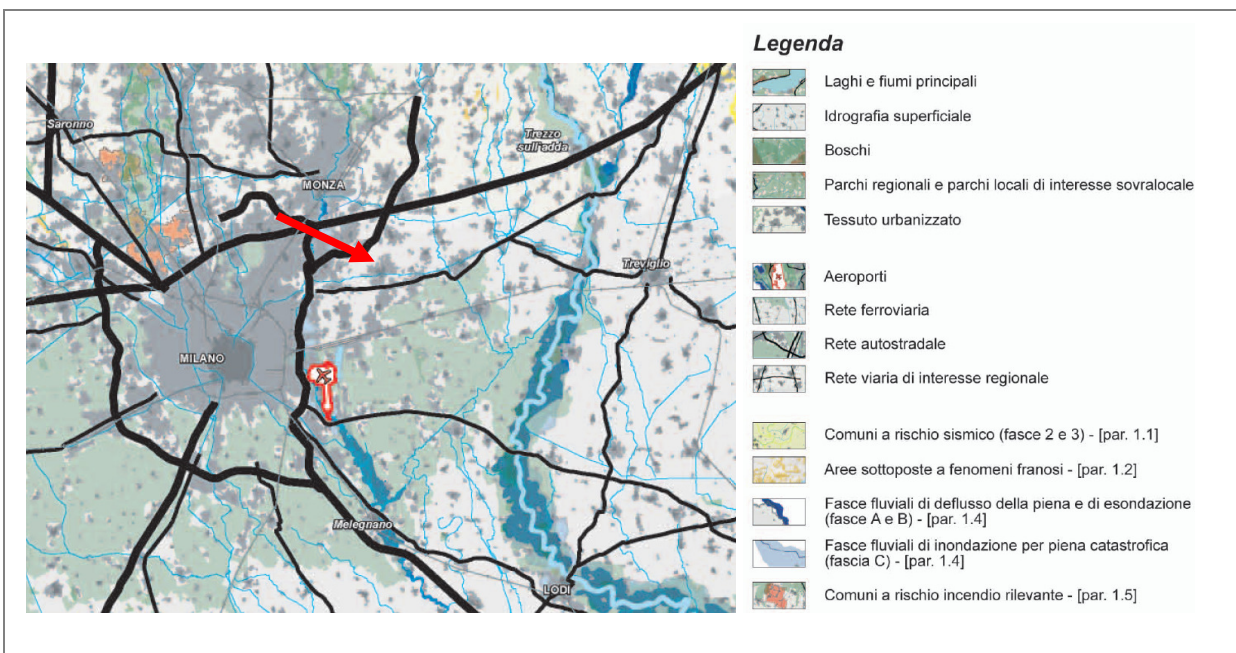 Legenda
Laghi e fiumi principali
Idrografia superficiale
Boschi
Parchi regionali e parchi locali di interesse sovralocale
Tessuto urbanizzato
Aeroporti
Rete ferroviaria
Rete autostradale
Rete viaria di interesse regionale
Comuni a rischio sismico (fasce 2 e 3) - [par. 1.1]
Aree sottoposte a fenomeni franosi - [par. 1.2]
Fasce fluviali di deflusso della piena e di esondazione
(fasce A e B) - [par. 1.4]
Fasce fluviali di inondazione per piena catastrofica
(fascia C) - [par. 1.4]
Comuni a rischio incendio rilevante - [par. 1.5]
Saronno
Trezzo
sull'adda
MONZA
Treviglio
MILANO
Melegnano
LODI